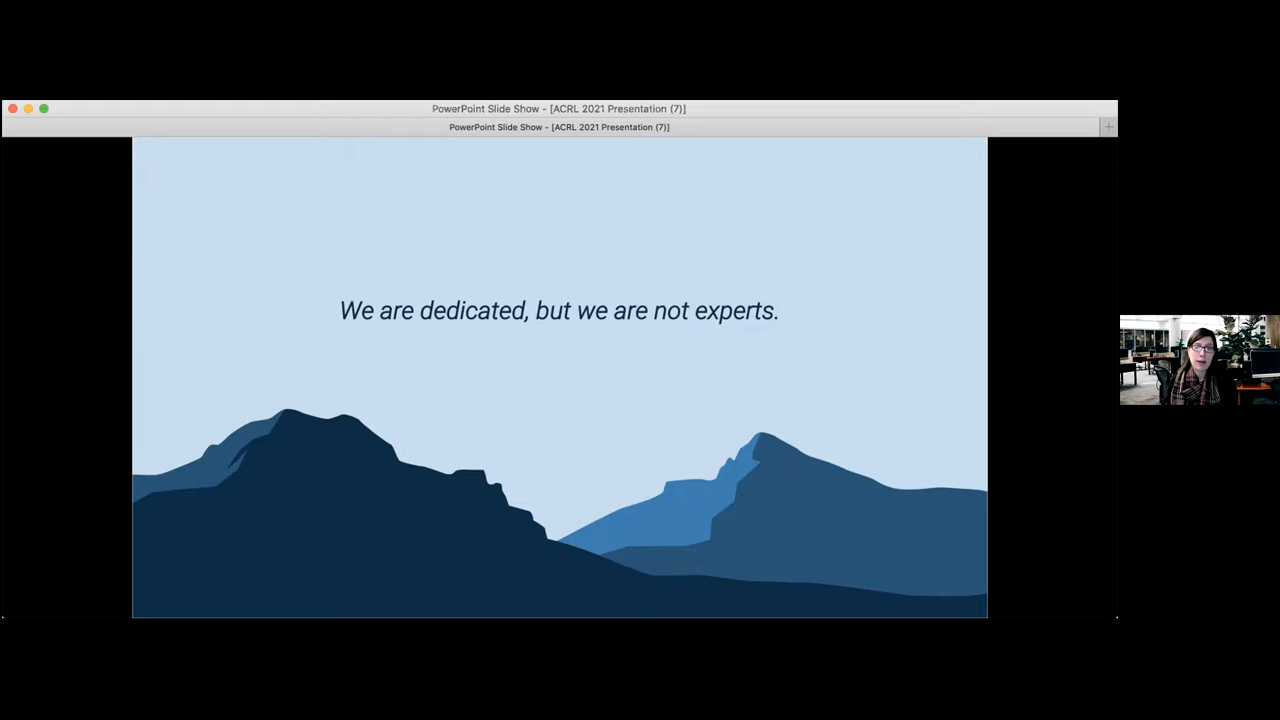 PowerPoint Slide Show - [ACRL 2021 Presentation (7)]
PowerPoint Slide Show - [ACRL 2021 Presentation (7)]
We are dedicated, but we are not experts.